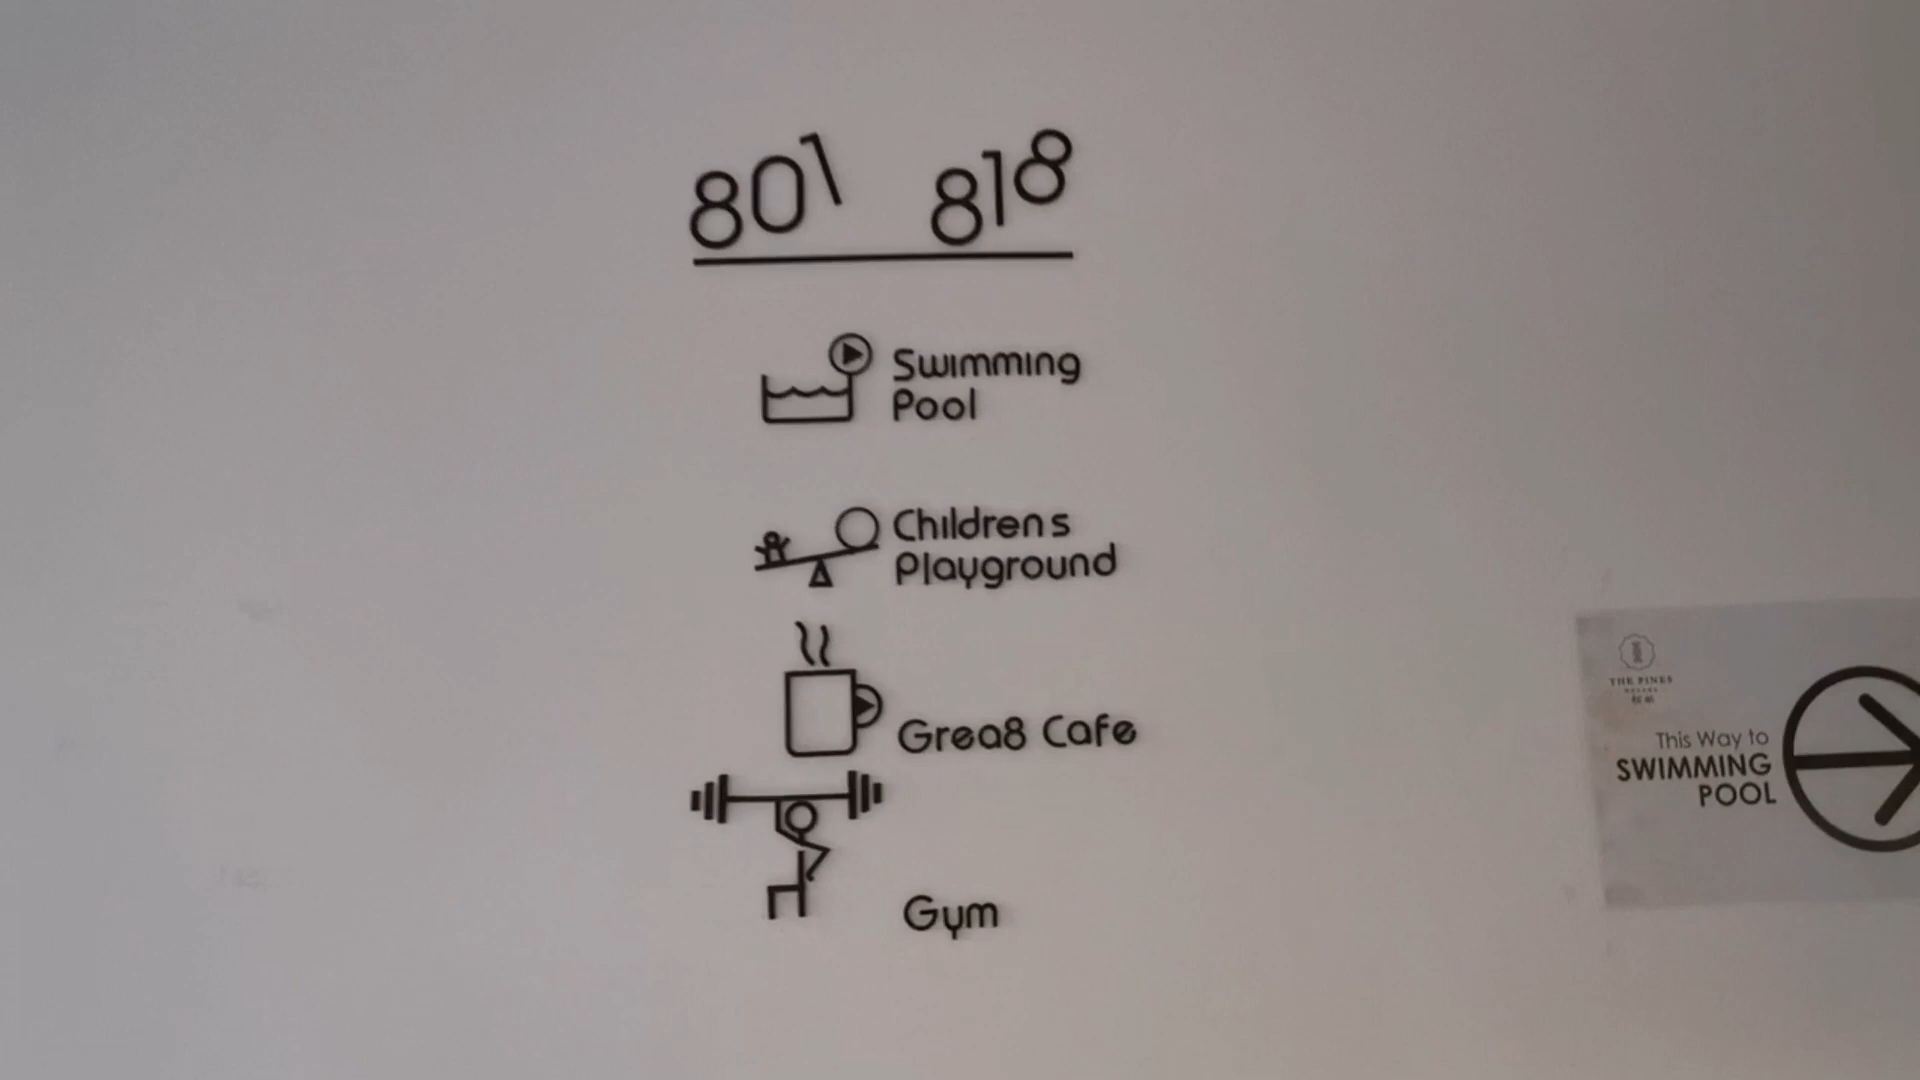 801 818
Swimming
Pool
Childrens
Playground
Grea8 Cafe
Gym
THE PINES
This Way to
SWIMMING
POOL